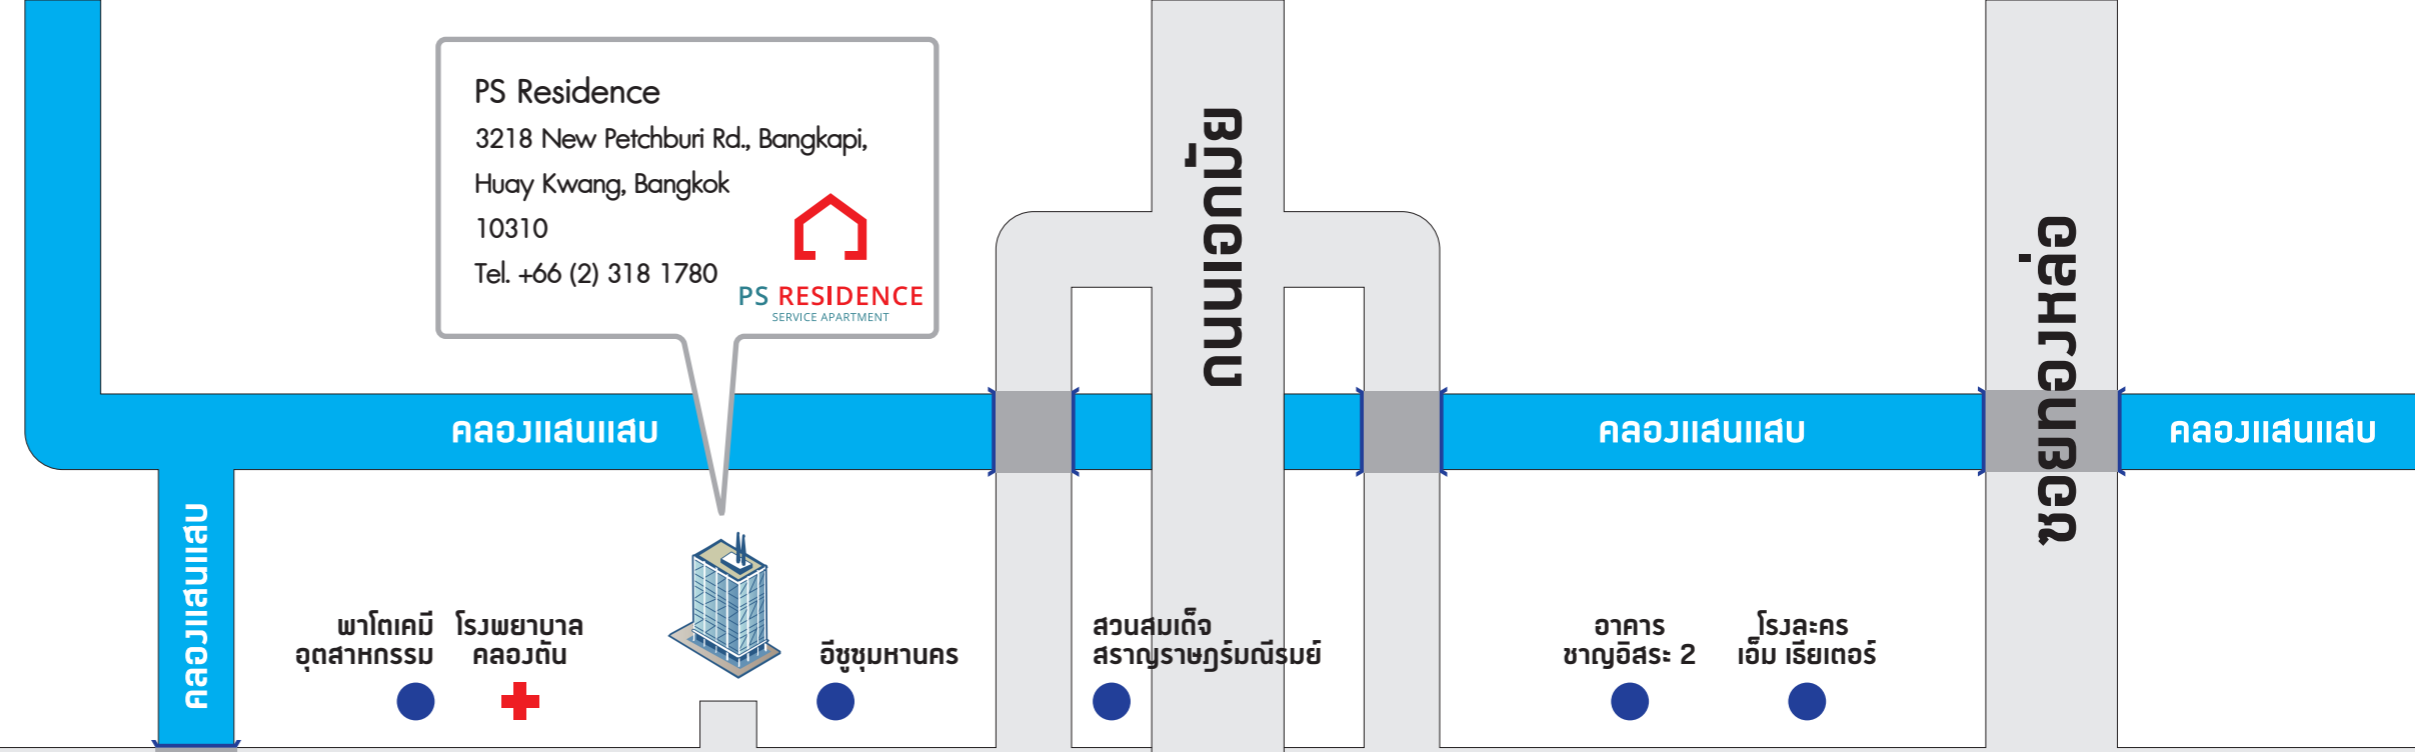 PS Residence
3218 New Petchburi Rd., Bangkapi,
Huay Kwang, Bangkok
10310
Tel. +66 (2) 318 1780
PS RESIDENCE
SERVICE APARTMENT
ถนนเอกมัย
ซอยทองหล่อ
คลองแสนแสบ
คลองแสนแสบ
คลองแสนแสบ
คลองแสนแสบ
พาโตเคมี
อุตสาหกรรม
โรงพยาบาล
คลองตัน
อีซูซุมหานคร
สวนสมเด็จ
สราญราษฎร์มณีรมย์
อาคาร
ชาญอิสระ 2
โรงละคร
เอ็ม เธียเตอร์